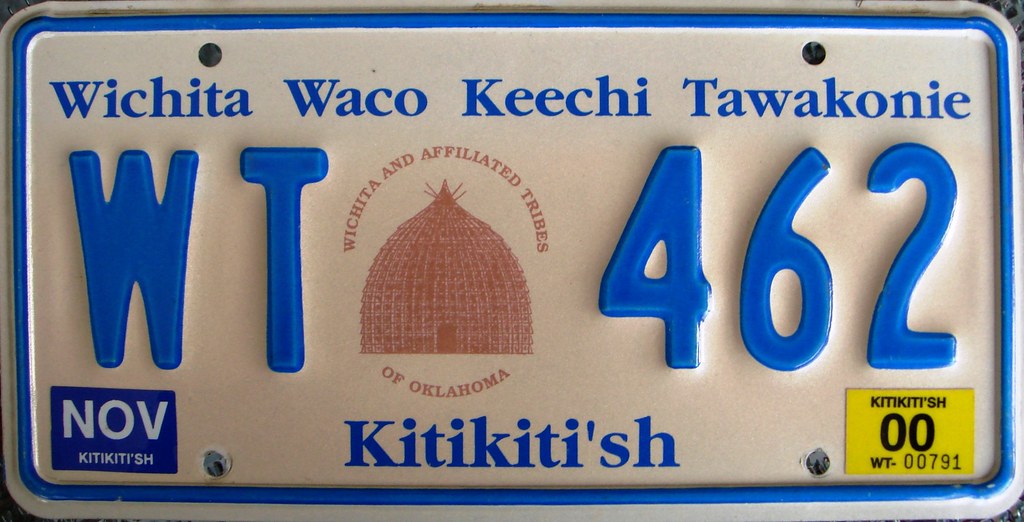 Wichita Waco Keechi Tawakonie
WT 462
WICHITA AND AFFILIATED TRIBES
OF OKLAHOMA
NOV
KITIKITI'SH
Kitikiti'sh
KITIKITI'SH
00
WT- 00791